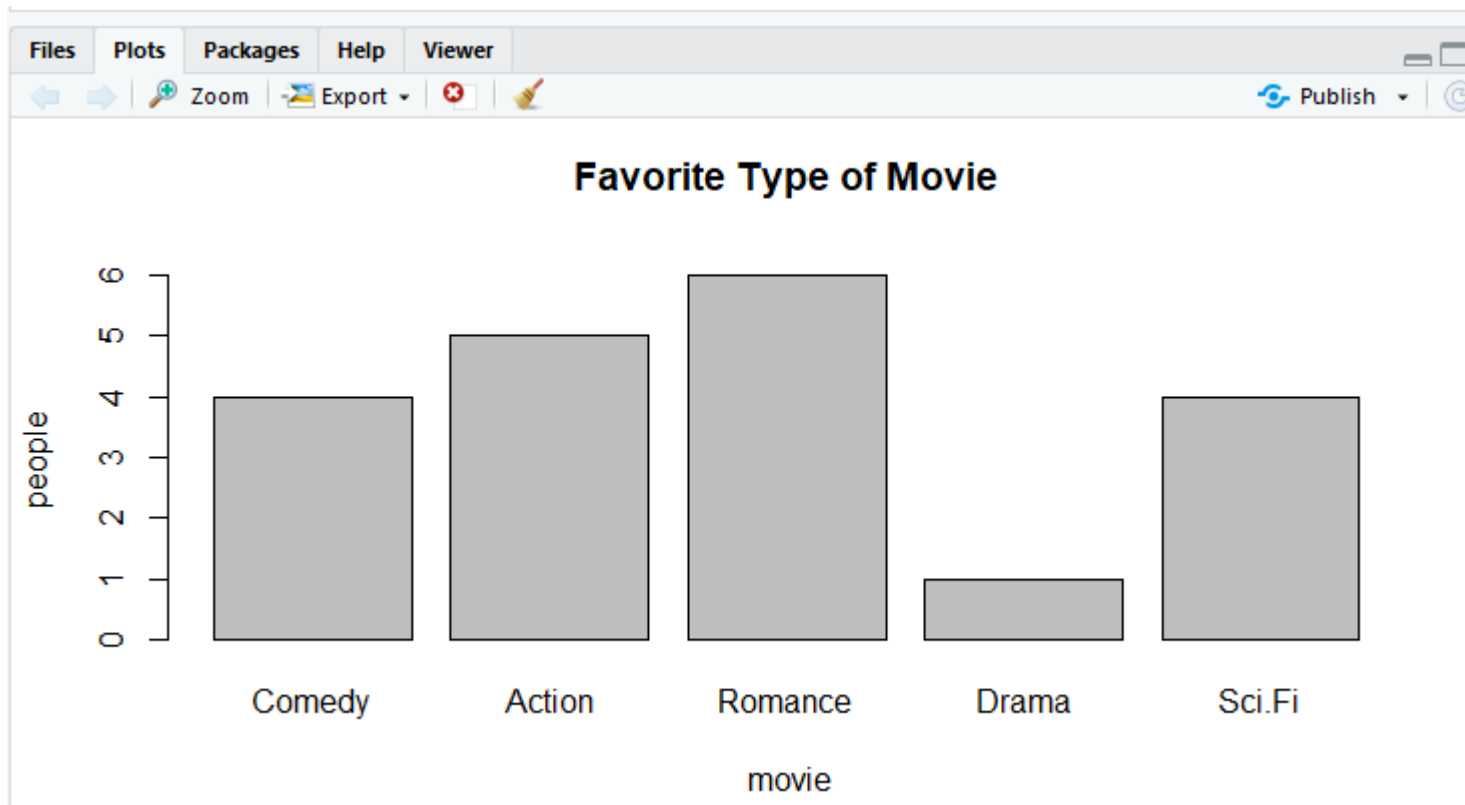 Files Plots Packages Help Viewer
Zoom Export Publish
Favorite Type of Movie
6
5
4
3
2
1
0
people
Comedy Action Romance Drama Sci.Fi
movie